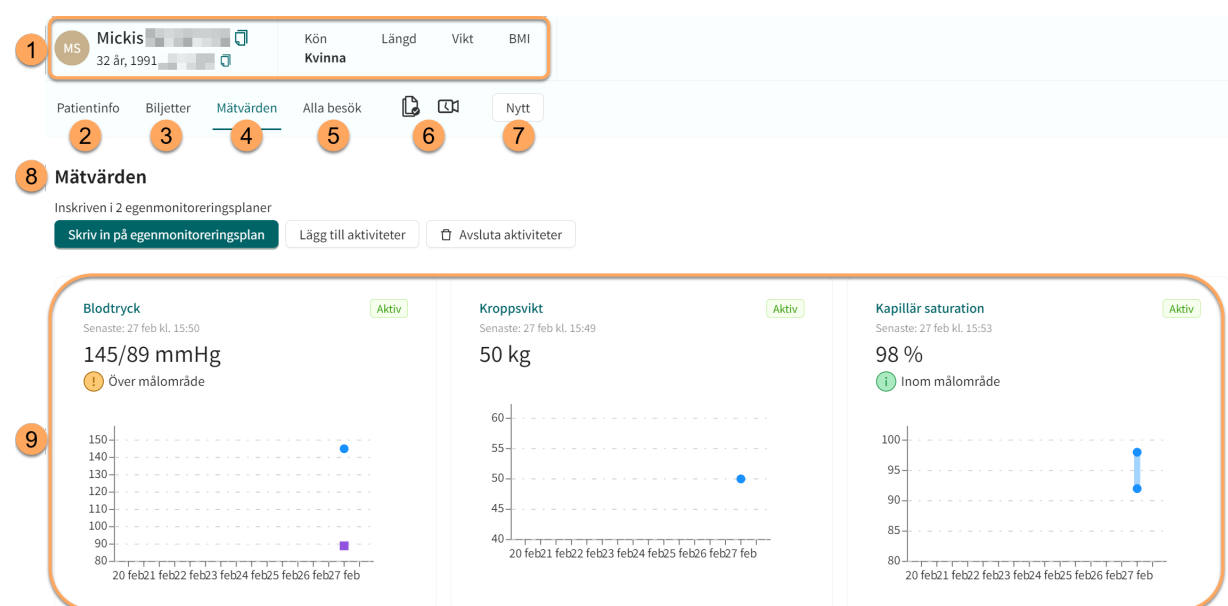 1
MS
Mickis
32 år, 1991
Kön
Kvinna
Längd
Vikt
BMI
Patientinfo
Biljetter
Mätvärden
Alla besök
Nytt
2
3
4
5
6
7
8
Mätvärden
Inskriven i 2 egenmonitoreringsplaner
Skriv in på egenmonitoreringsplan
Lägg till aktiviteter
Avsluta aktiviteter
9
Blodtryck
Aktiv
Senaste: 27 feb kl. 15:50
145/89 mmHg
! Över målområde
150
140
130
120
110
100
90
80
20 feb21 feb22 feb23 feb24 feb25 feb26 feb27 feb
Kroppsvikt
Aktiv
Senaste: 27 feb kl. 15:49
50 kg
60
55
50
45
40
20 feb21 feb22 feb23 feb24 feb25 feb26 feb27 feb
Kapillär saturation
Aktiv
Senaste: 27 feb kl. 15:53
98 %
i Inom målområde
100
95
90
85
80
20 feb21 feb22 feb23 feb24 feb25 feb26 feb27 feb